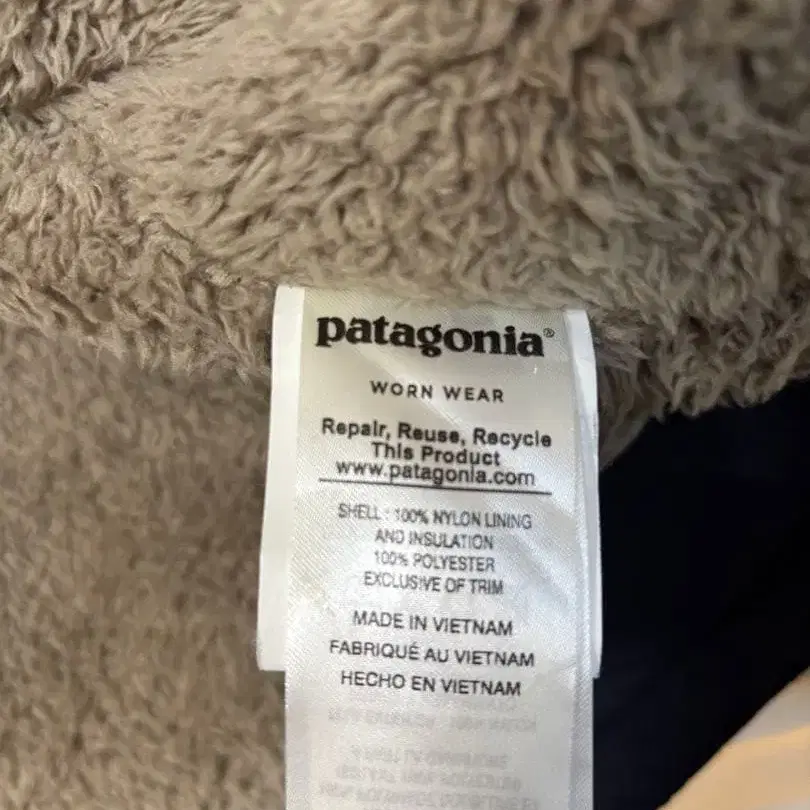 patagonia®
WORN WEAR
Repair, Reuse, Recycle
This Product
www.patagonia.com
SHELL : 100% NYLON LINING
AND INSULATION
100% POLYESTER
EXCLUSIVE OF TRIM
MADE IN VIETNAM
FABRIQUÉ AU VIETNAM
HECHO EN VIETNAM